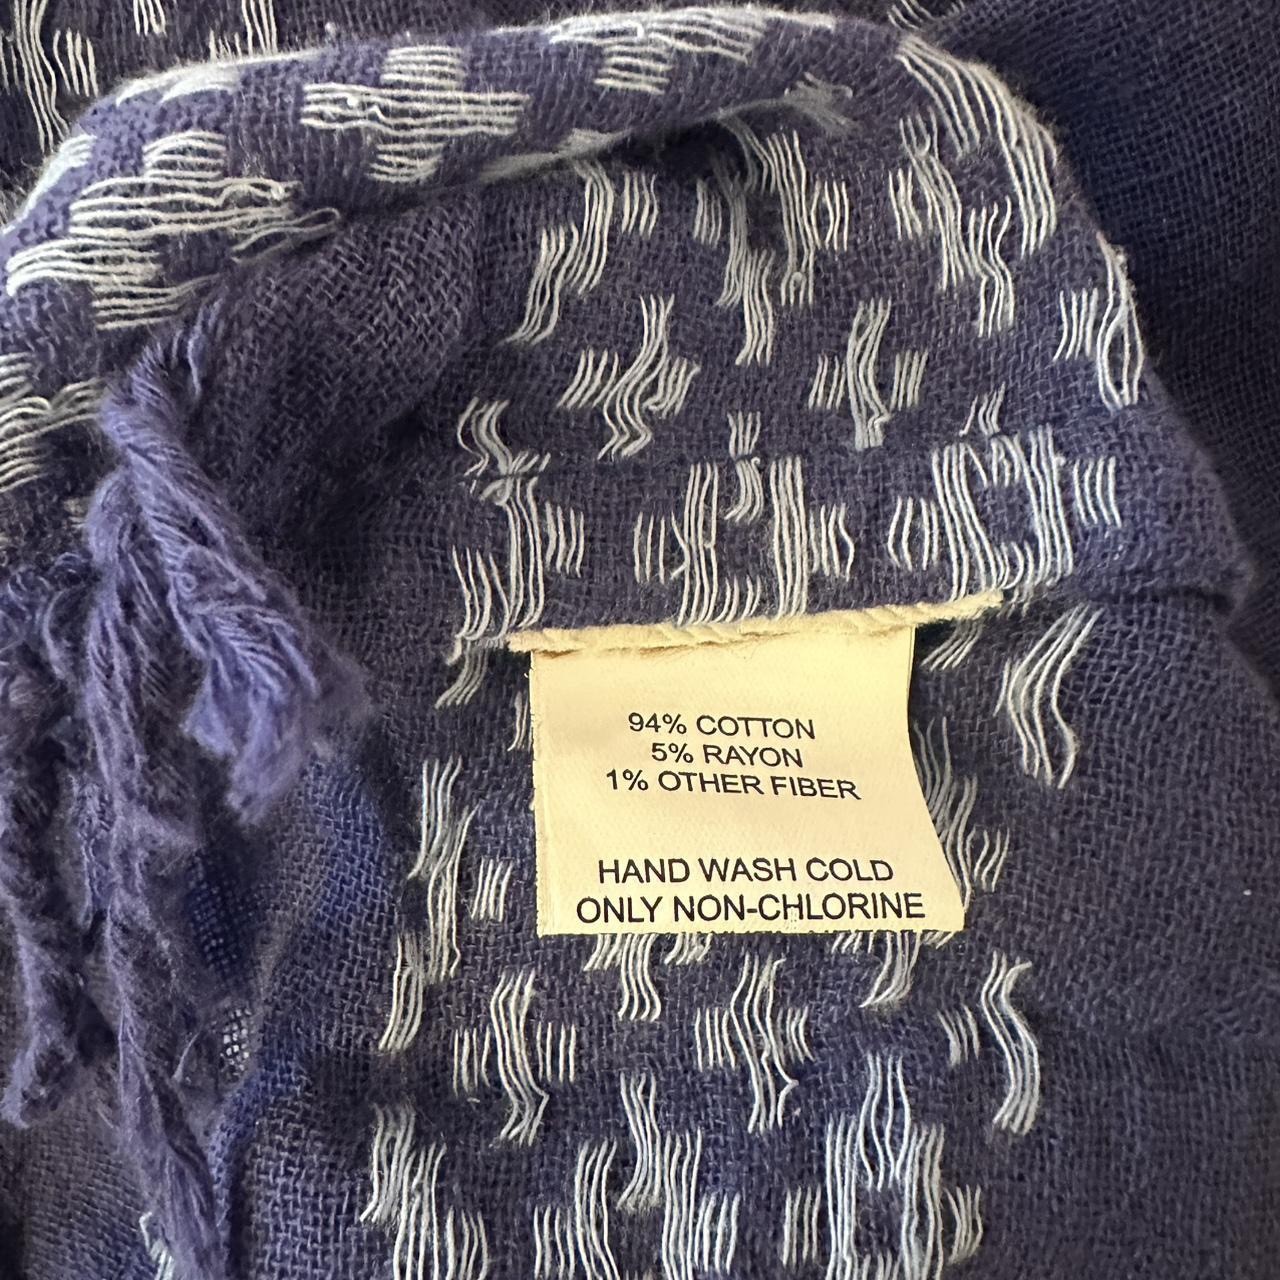 94% COTTON
5% RAYON
1% OTHER FIBER
HAND WASH COLD
ONLY NON-CHLORINE